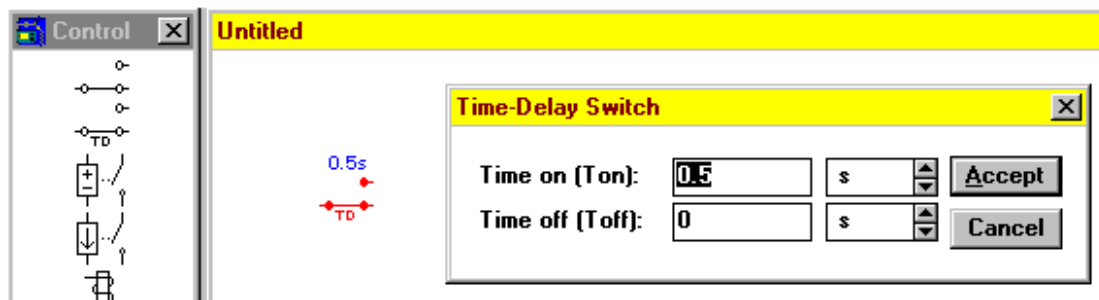 Control
TD
Untitled
0.5s
TD
Time-Delay Switch
Time on (Ton): 0.5 s Accept
Time off (Toff): 0 s Cancel